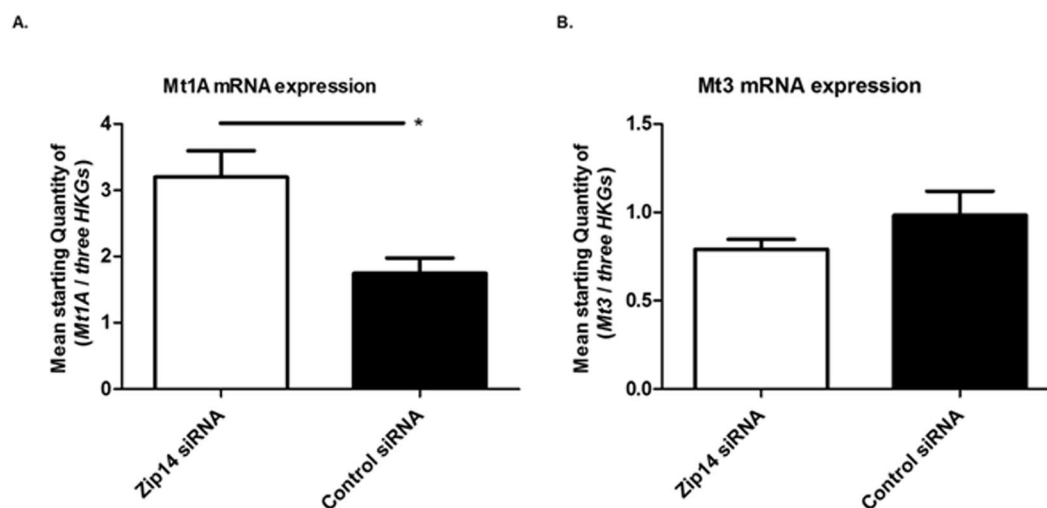 A.
Mt1A mRNA expression
Mean starting Quantity of
(Mt1A / three HKGs)
4
3
2
1
0
*
Zip14 siRNA
Control siRNA
B.
Mt3 mRNA expression
Mean starting Quantity of
(Mt3 / three HKGs)
1.5
1.0
0.5
0.0
Zip14 siRNA
Control siRNA